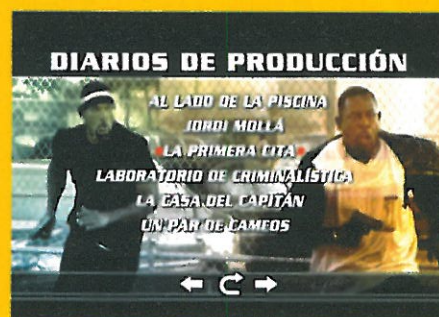 DIARIOS DE PRODUCCIÓN
AL LADO DE LA PISCINA
JORDI MOLLÁ
LA PRIMERA CITA
LABORATORIO DE CRIMINALÍSTICA
LA CASA DEL CAPITÁN
UN PAR DE CAMEOS